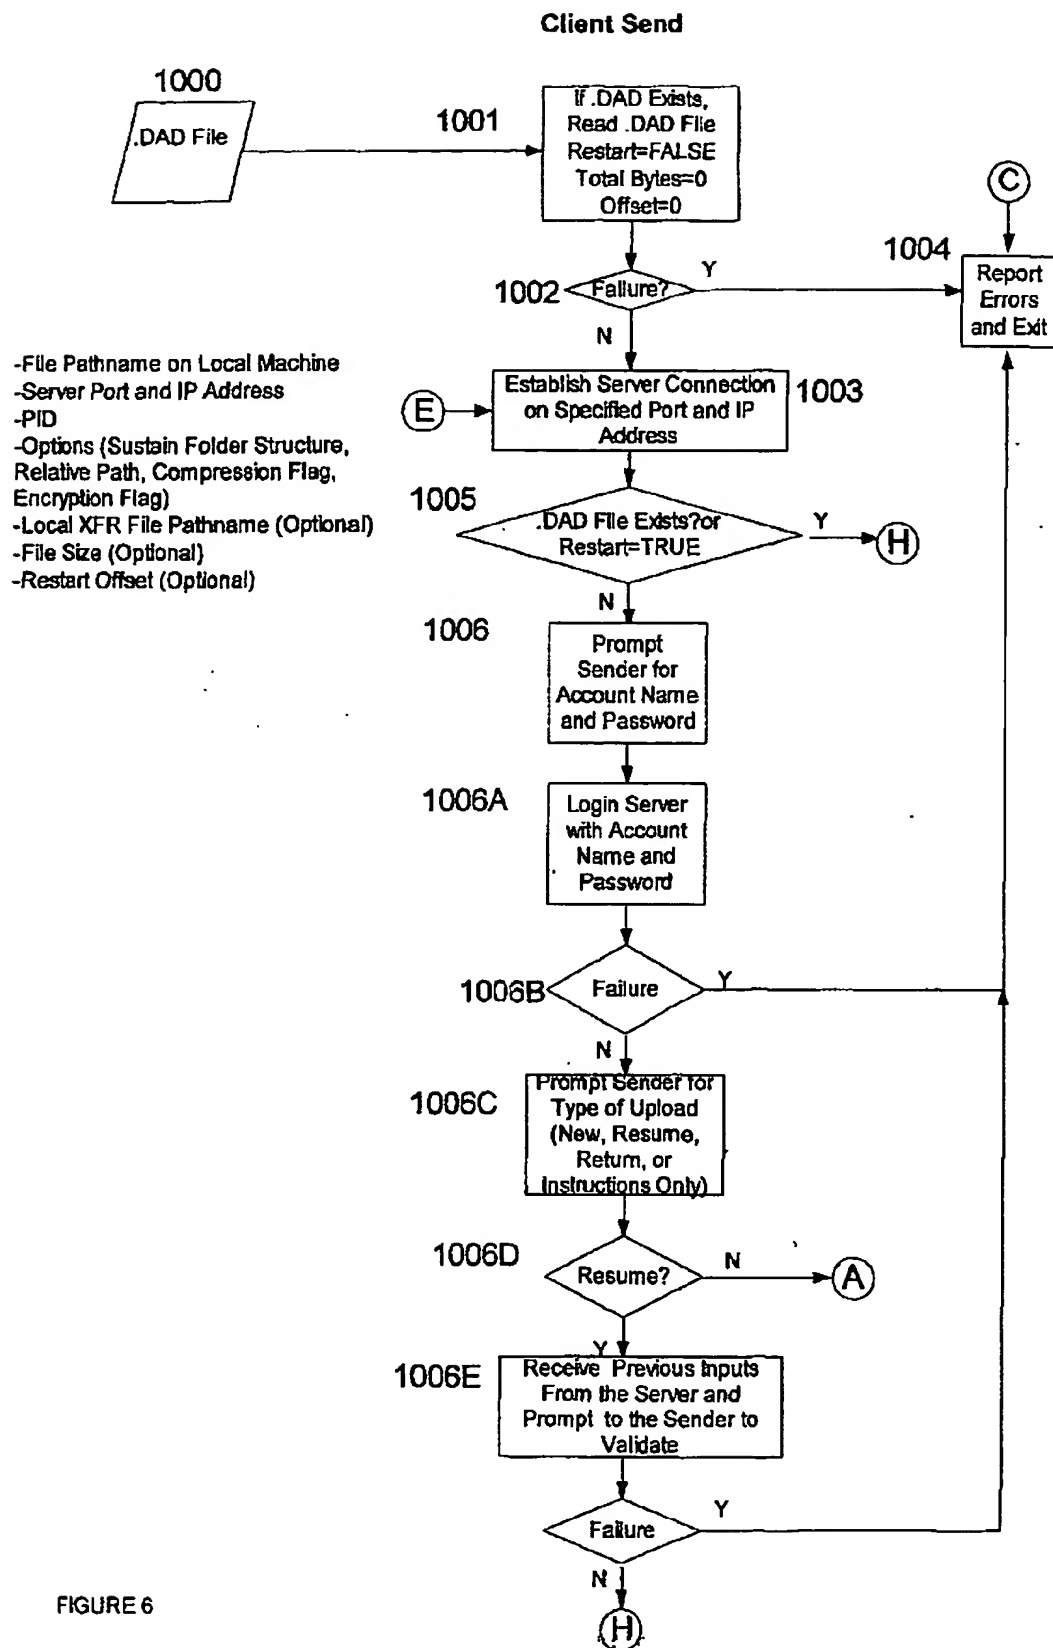 Client Send
1000
.DAD File
1001
If .DAD Exists,
Read .DAD File
Restart=FALSE
Total Bytes=0
Offset=0
C
1004
Report
Errors
and Exit
1002
Failure?
Y
N
-File Pathname on Local Machine
-Server Port and IP Address
-PID
-Options (Sustain Folder Structure,
Relative Path, Compression Flag,
Encryption Flag)
-Local XFR File Pathname (Optional)
-File Size (Optional)
-Restart Offset (Optional)
E
Establish Server Connection
on Specified Port and IP
Address
1003
1005
.DAD File Exists?or
Restart=TRUE
Y
H
N
1006
Prompt
Sender for
Account Name
and Password
1006A
Login Server
with Account
Name and
Password
1006B
Failure
Y
N
1006C
Prompt Sender for
Type of Upload
(New, Resume,
Return, or
Instructions Only)
1006D
Resume?
N
A
Y
1006E
Receive Previous Inputs
From the Server and
Prompt to the Sender to
Validate
Failure
Y
N
H
FIGURE 6